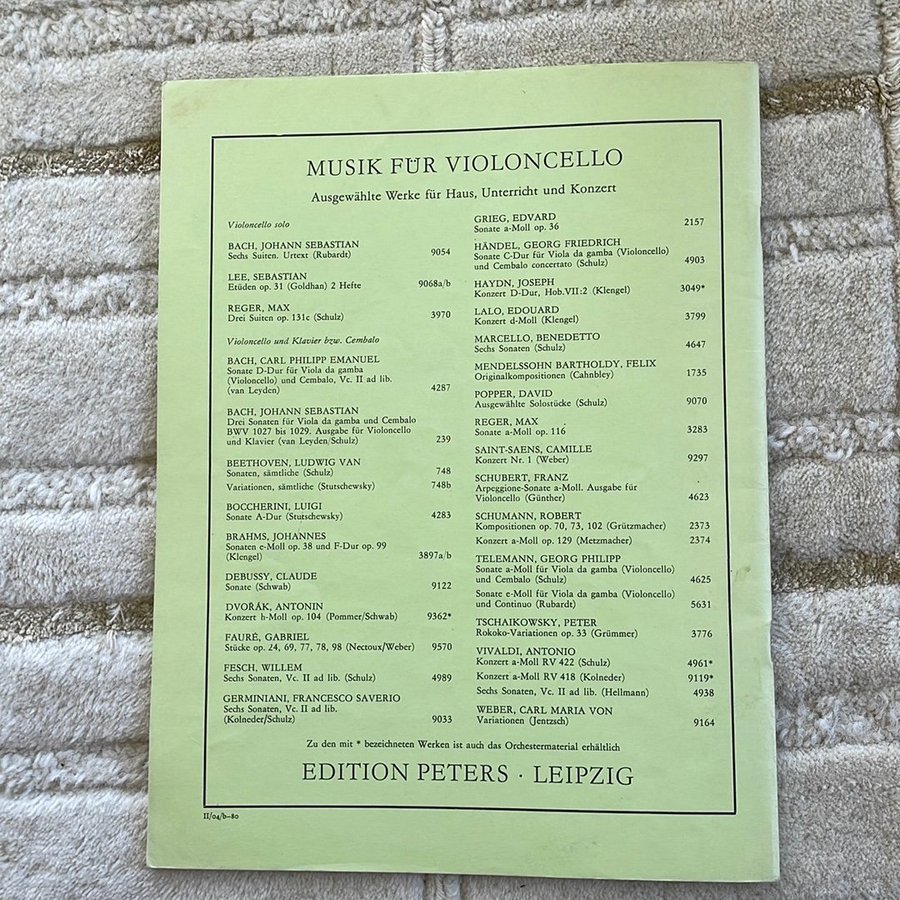 MUSIK FÜR VIOLONCELLO
Ausgewählte Werke für Haus, Unterricht und Konzert
Violoncello solo
BACH, JOHANN SEBASTIAN
Sechs Suiten. Urtext (Rubardt) 9054
LEE, SEBASTIAN
Etüden op. 31 (Goldhan) 2 Hefte 9068a/b
REGER, MAX
Drei Suiten op. 131c (Schulz) 3970
Violoncello und Klavier bzw. Cembalo
BACH, CARL PHILIPP EMANUEL
Sonate D-Dur für Viola da gamba
(Violoncello) und Cembalo, Vc. II ad lib.
(van Leyden) 4287
BACH, JOHANN SEBASTIAN
Drei Sonaten für Viola da gamba und Cembalo
BWV 1027 bis 1029. Ausgabe für Violoncello
und Klavier (van Leyden/Schulz) 239
BEETHOVEN, LUDWIG VAN
Sonaten, sämtliche (Schulz) 748
Variationen, sämtliche (Stutschewsky) 748b
BOCCHERINI, LUIGI
Sonate A-Dur (Stutschewsky) 4283
BRAHMS, JOHANNES
Sonaten e-Moll op. 38 und F-Dur op. 99
(Klengel) 3897a/b
DEBUSSY, CLAUDE
Sonate (Schwab) 9122
DVOŘÁK, ANTONIN
Konzert h-Moll op. 104 (Pommer/Schwab) 9362*
FAURÉ, GABRIEL
Stücke op. 24, 69, 77, 78, 98 (Nectoux/Weber) 9570
FESCH, WILLEM
Sechs Sonaten, Vc. II ad lib. (Schulz) 4989
GERMINIANI, FRANCESCO SAVERIO
Sechs Sonaten, Vc. II ad lib.
(Kolneder/Schulz) 9033
GRIEG, EDVARD
Sonate a-Moll op. 36 2157
HÄNDEL, GEORG FRIEDRICH
Sonate C-Dur für Viola da gamba (Violoncello)
und Cembalo concertato (Schulz) 4903
HAYDN, JOSEPH
Konzert D-Dur, Hob.VII:2 (Klengel) 3049*
LALO, EDOUARD
Konzert d-Moll (Klengel) 3799
MARCELLO, BENEDETTO
Sechs Sonaten (Schulz) 4647
MENDELSSOHN BARTHOLDY, FELIX
Originalkompositionen (Cahnbley) 1735
POPPER, DAVID
Ausgewählte Solostücke (Schulz) 9070
REGER, MAX
Sonate a-Moll op. 116 3283
SAINT-SAENS, CAMILLE
Konzert Nr. 1 (Weber) 9297
SCHUBERT, FRANZ
Arpeggione-Sonate a-Moll. Ausgabe für
Violoncello (Günther) 4623
SCHUMANN, ROBERT
Kompositionen op. 70, 73, 102 (Grützmacher) 2373
Konzert a-Moll op. 129 (Metzmacher) 2374
TELEMANN, GEORG PHILIPP
Sonate a-Moll für Viola da gamba (Violoncello)
und Cembalo (Schulz) 4625
Sonate e-Moll für Viola da gamba (Violoncello)
und Continuo (Rubardt) 5631
TSCHAIKOWSKY, PETER
Rokoko-Variationen op. 33 (Grümmer) 3776
VIVALDI, ANTONIO
Konzert a-Moll RV 422 (Schulz) 4961*
Konzert a-Moll RV 418 (Kolneder) 9119*
Sechs Sonaten, Vc. II ad lib. (Hellmann) 4938
WEBER, CARL MARIA VON
Variationen (Jentzsch) 9164
Zu den mit * bezeichneten Werken ist auch das Orchestermaterial erhältlich
EDITION PETERS · LEIPZIG
II/04/b–80